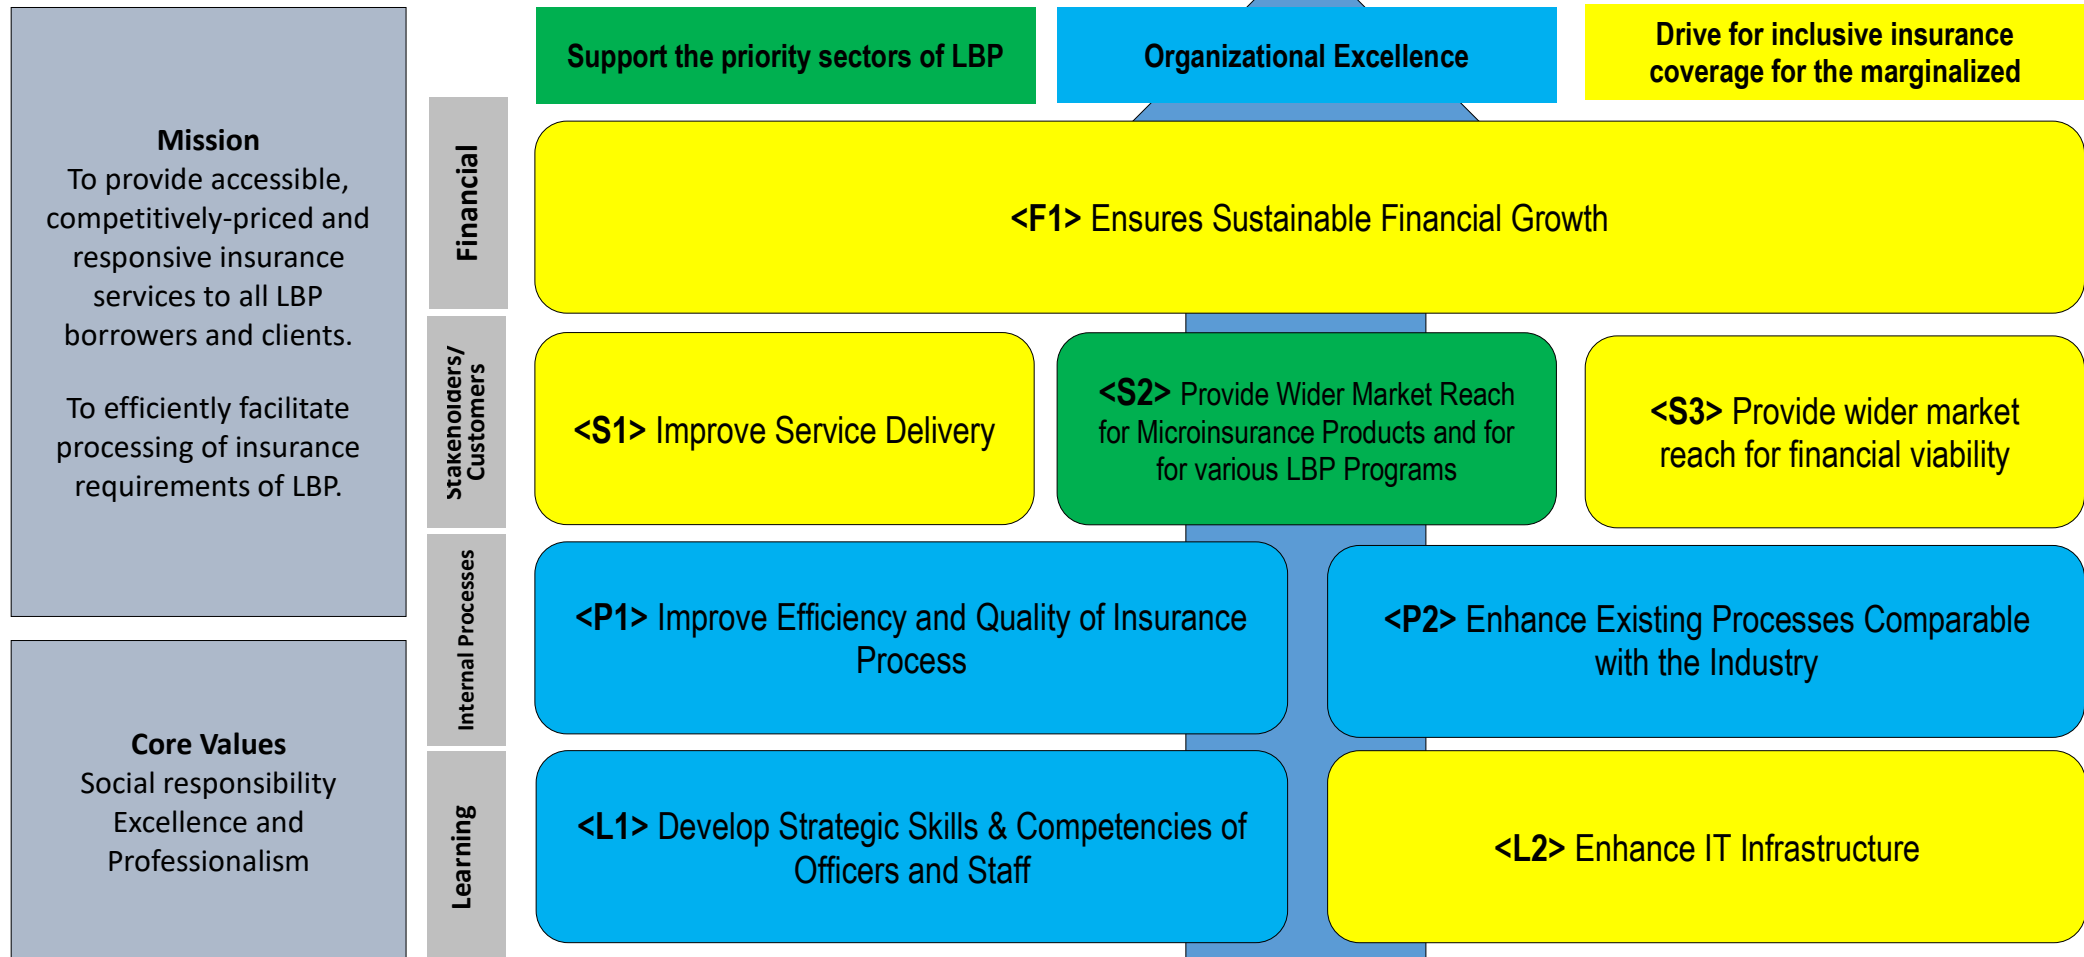 Mission
To provide accessible,
competitively-priced and
responsive insurance
services to all LBP
borrowers and clients.
To efficiently facilitate
processing of insurance
requirements of LBP.
Core Values
Social responsibility
Excellence and
Professionalism
Support the priority sectors of LBP
Organizational Excellence
Drive for inclusive insurance
coverage for the marginalized
Financial
<F1> Ensures Sustainable Financial Growth
Stakeholders/
Customers
<S1> Improve Service Delivery
<S2> Provide Wider Market Reach
for Microinsurance Products and for
for various LBP Programs
<S3> Provide wider market
reach for financial viability
Internal Processes
<P1> Improve Efficiency and Quality of Insurance
Process
<P2> Enhance Existing Processes Comparable
with the Industry
Learning
<L1> Develop Strategic Skills & Competencies of
Officers and Staff
<L2> Enhance IT Infrastructure